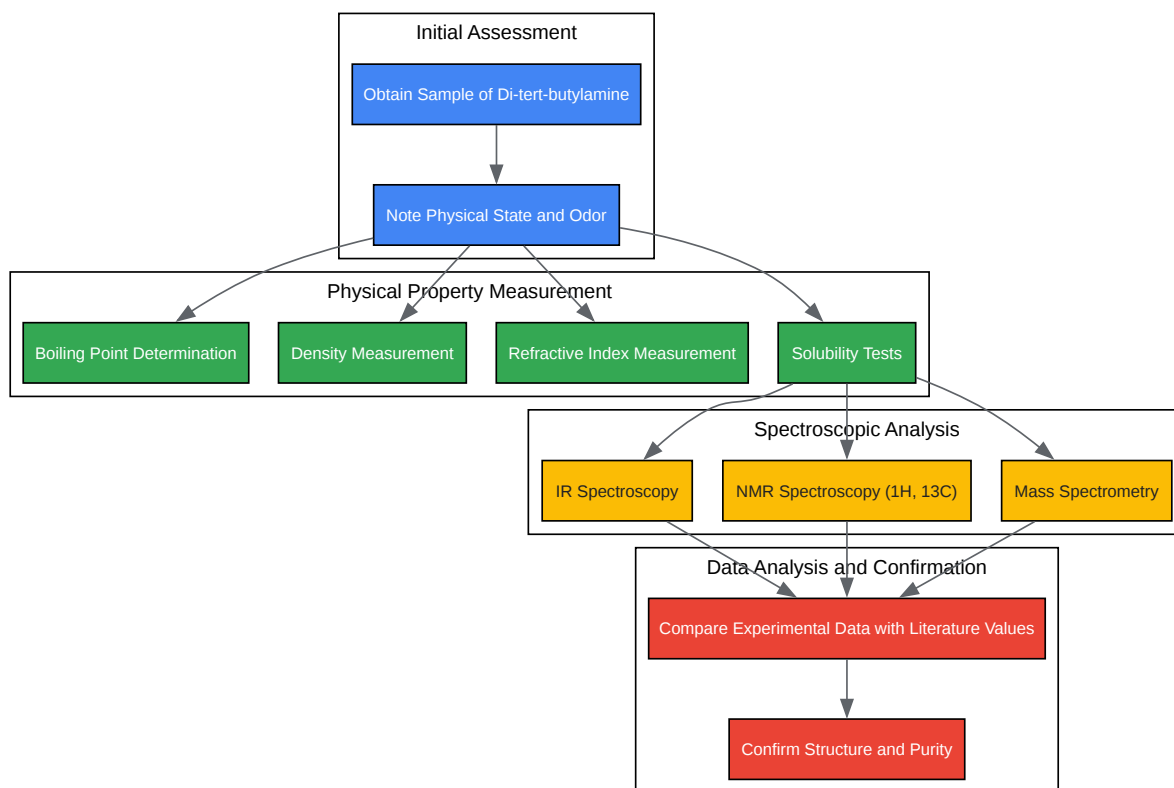 Initial Assessment
Obtain Sample of Di-tert-butylamine
Note Physical State and Odor
Physical Property Measurement
Boiling Point Determination
Density Measurement
Refractive Index Measurement
Solubility Tests
Spectroscopic Analysis
IR Spectroscopy
NMR Spectroscopy (1H, 13C)
Mass Spectrometry
Data Analysis and Confirmation
Compare Experimental Data with Literature Values
Confirm Structure and Purity